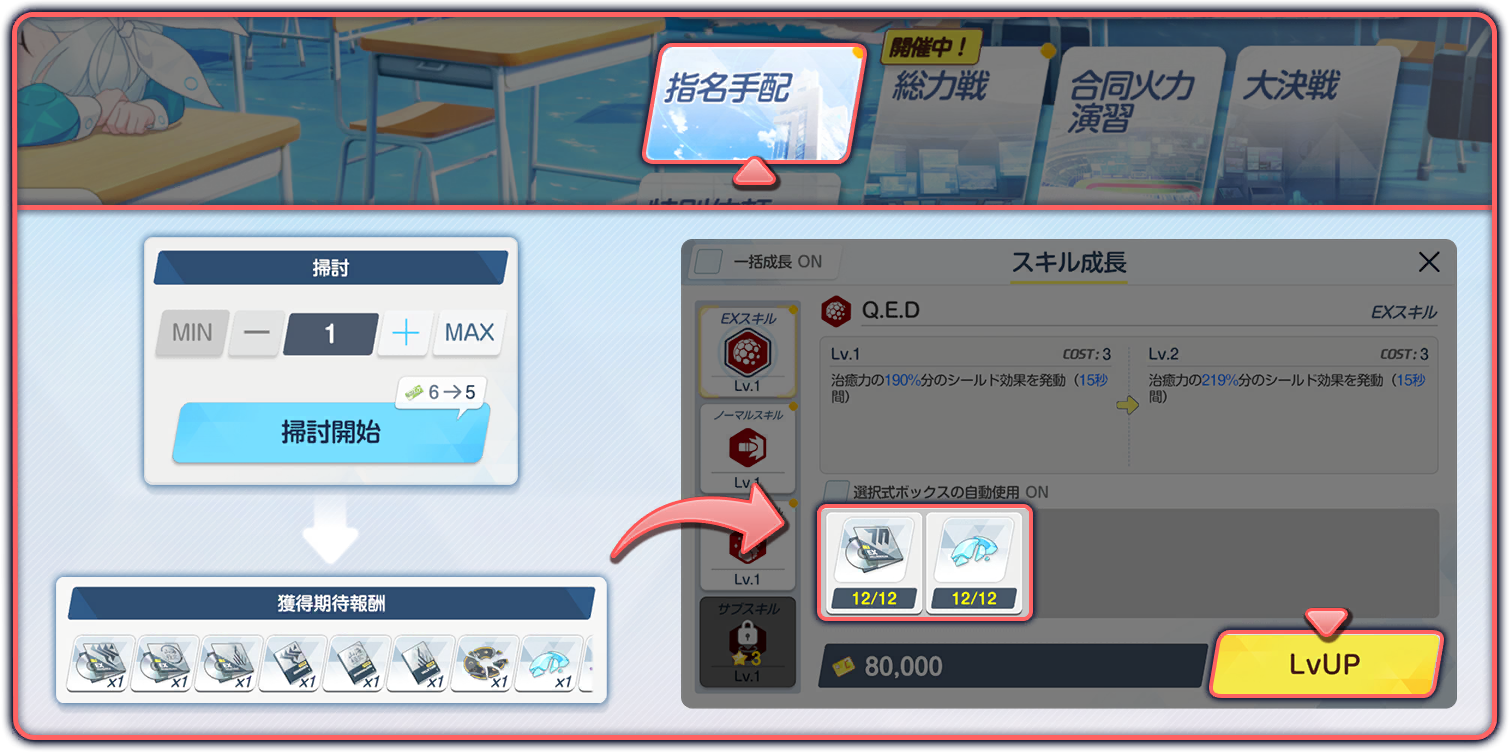 指名手配
開催中！
総力戦
合同火力
演習
大決戦
掃討
MIN
1
MAX
6→5
掃討開始
獲得期待報酬
x1
x1
x1
x1
x1
x1
x1
x1
一括成長 ON
スキル成長
EXスキル
Lv.1
ノーマルスキル
Lv.1
Lv.1
サブスキル
3
Lv.1
Q.E.D
EXスキル
Lv.1
COST:3
治癒力の190%分のシールド効果を発動（15秒
間）
Lv.2
COST:3
治癒力の219%分のシールド効果を発動（15秒
間）
選択式ボックスの自動使用 ON
EX
12/12
12/12
80,000
LvUP